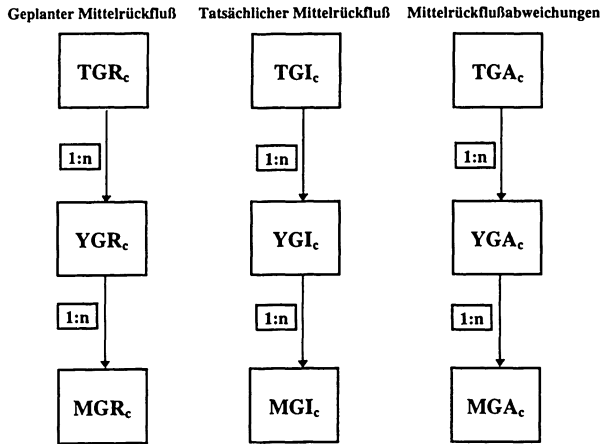 Geplanter Mittelrückfluß Tatsächlicher Mittelrückfluß Mittelrückflußabweichungen
TGRc TGIc TGAc
1:n 1:n 1:n
YGRc YGIc YGAc
1:n 1:n 1:n
MGRc MGIc MGAc